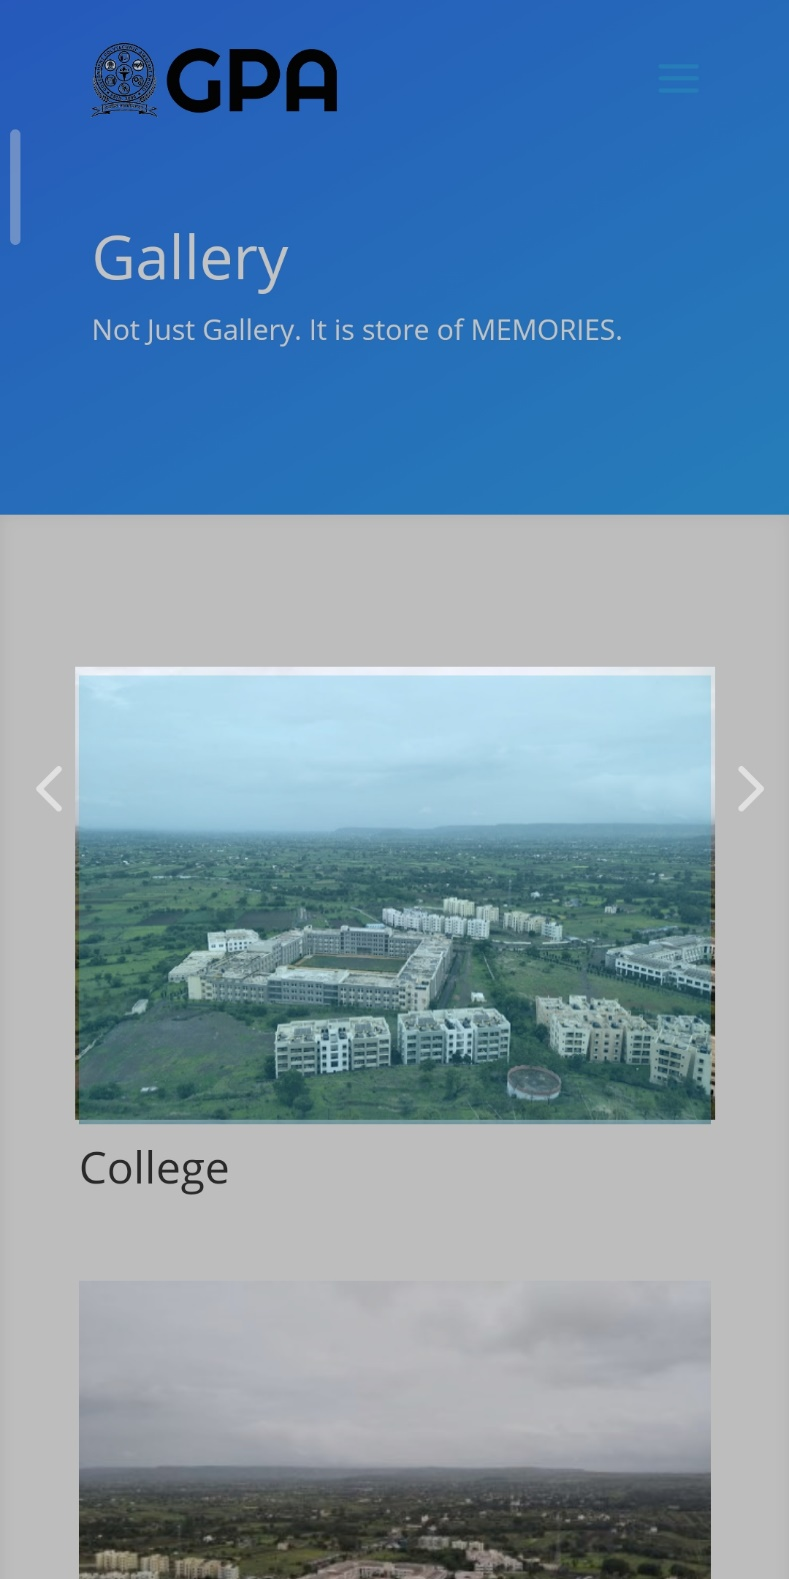 GPA
Gallery
Not Just Gallery. It is store of MEMORIES.
College